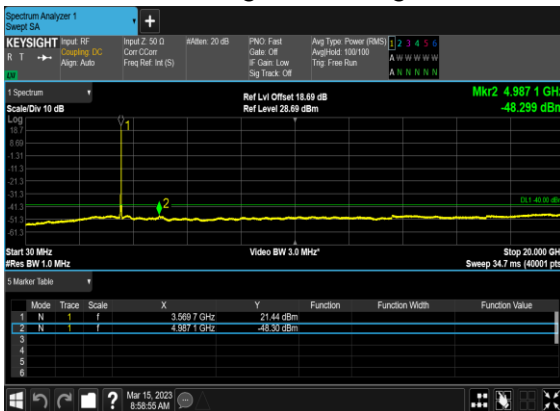 Spectrum Analyzer 1
Swept SA
KEYSIGHT Input: RF Input Z: 50 Ω #Atten: 20 dB PNO: Fast Avg Type: Power (RMS) 1 2 3 4 5 6
R T Coupling: DC Corr CCorr Gate: Off Avg|Hold: 100/100 A W W W W W
Align: Auto Freq Ref: Int (S) IF Gain: Low Trig: Free Run
Sig Track: Off A N N N N N
1 Spectrum
Ref Lvl Offset 18.69 dB Mkr2 4.987 1 GHz
Scale/Div 10 dB Ref Level 28.69 dBm -48.299 dBm
Log
18.7
8.69
-1.31
-11.3
-21.3
-31.3
-41.3
-51.3
-61.3
1
2
DL1 -40.00 dBm
Start 30 MHz Video BW 3.0 MHz* Stop 20.000 GHz
#Res BW 1.0 MHz Sweep 34.7 ms (40001 pts)
5 Marker Table
Mode Trace Scale X Y Function Function Width Function Value
1 N 1 f 3.569 7 GHz 21.44 dBm
2 N 1 f 4.987 1 GHz -48.30 dBm
3
4
5
6
? Mar 15, 2023
8:58:55 AM